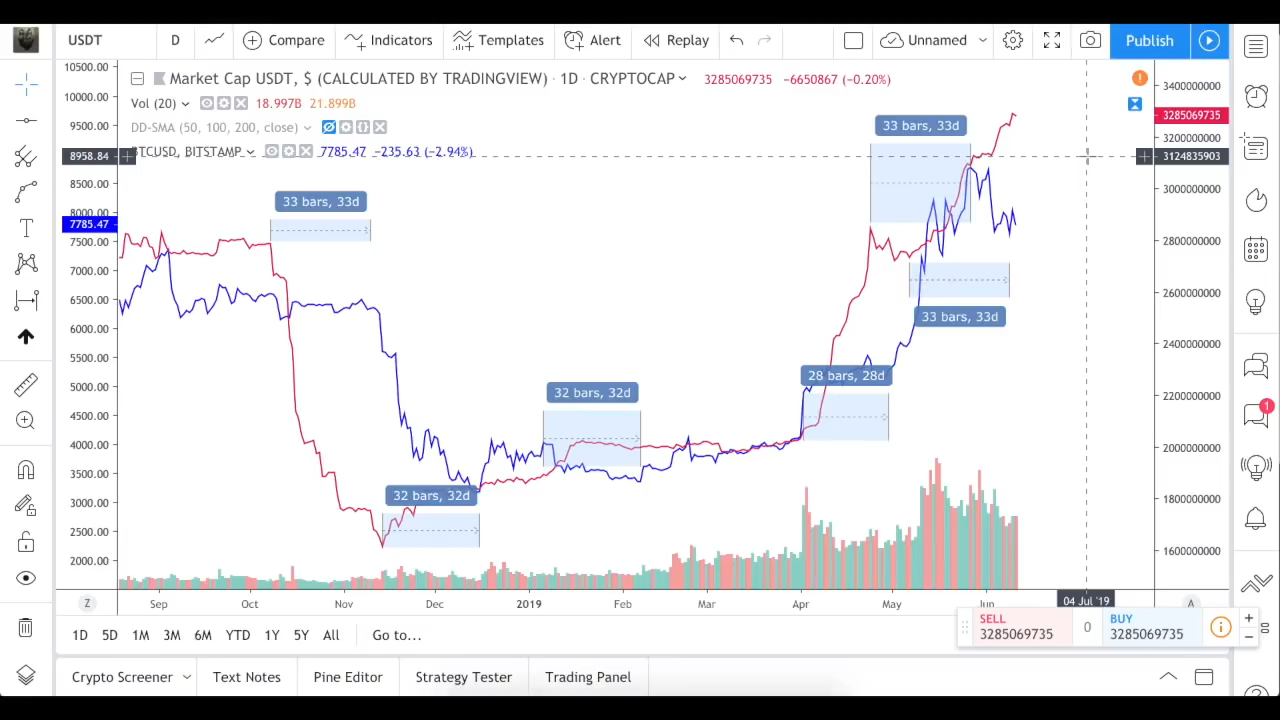 USDT D Compare Indicators Templates Alert Replay Unnamed Publish
Market Cap USDT, $ (CALCULATED BY TRADINGVIEW) · 1D · CRYPTOCAP 3285069735 −6650867 (−0.20%)
Vol (20) 18.997B 21.899B
DD-SMA (50, 100, 200, close)
BTCUSD, BITSTAMP 7785.47 −235.63 (−2.94%)
10500.00
10000.00
9500.00
8958.84
8500.00
8000.00
7785.47
7500.00
7000.00
6500.00
6000.00
5500.00
5000.00
4500.00
4000.00
3500.00
3000.00
2500.00
2000.00
33 bars, 33d
33 bars, 33d
33 bars, 33d
28 bars, 28d
32 bars, 32d
32 bars, 32d
3400000000
3285069735
3200000000
3124835903
3000000000
2800000000
2600000000
2400000000
2200000000
2000000000
1800000000
1600000000
1
Z Sep Oct Nov Dec 2019 Feb Mar Apr May Jun 04 Jul '19 A
1D 5D 1M 3M 6M YTD 1Y 5Y All Go to...
SELL
3285069735
0
BUY
3285069735
Crypto Screener Text Notes Pine Editor Strategy Tester Trading Panel